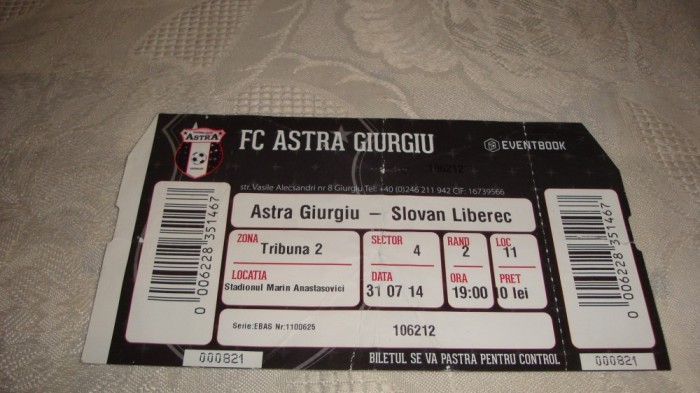 ASTRA
FC ASTRA GIURGIU
EVENTBOOK
106212
str. Vasile Alecsandri nr 8 Giurgiu Tel: +40 (0)246 211 942 CIF: 16739566
Astra Giurgiu – Slovan Liberec
ZONA Tribuna 2
SECTOR 4
RAND 2
LOC 11
LOCATIA
Stadionul Marin Anastasovici
DATA 31 07 14
ORA 19:00
PRET 10 lei
Serie:EBAS Nr:1100625
106212
0 006228 351467
0 006228 351467
000821
BILETUL SE VA PASTRA PENTRU CONTROL
000821